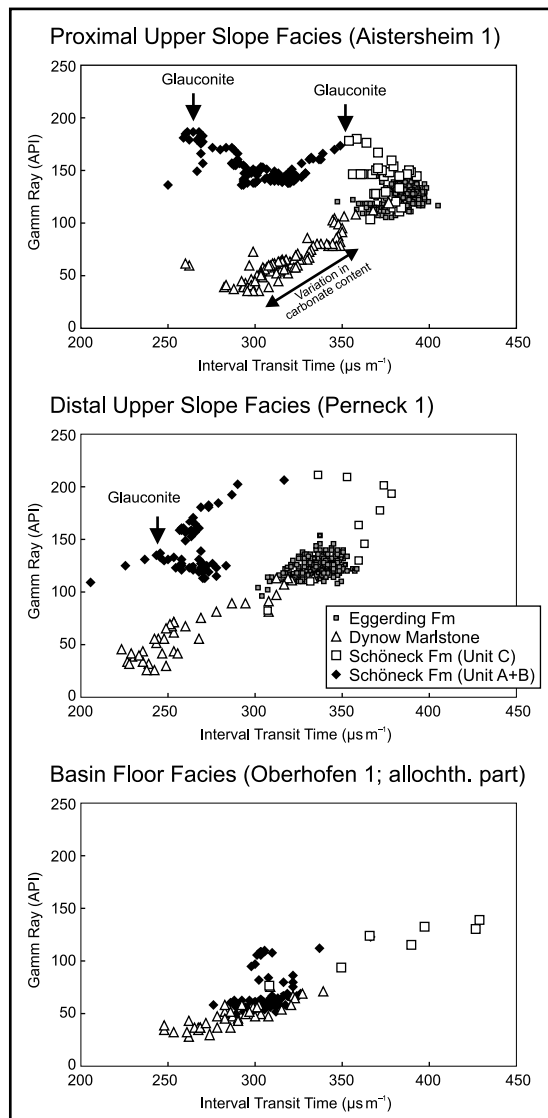 Proximal Upper Slope Facies (Aistersheim 1)
250
200
150
100
50
0
Gamm Ray (API)
Glauconite
Glauconite
Variation in
carbonate content
200
250
300
350
400
450
Interval Transit Time (µs m⁻¹)
Distal Upper Slope Facies (Perneck 1)
250
200
150
100
50
0
Gamm Ray (API)
Glauconite
Eggerding Fm
Dynow Marlstone
Schöneck Fm (Unit C)
Schöneck Fm (Unit A+B)
200
250
300
350
400
450
Interval Transit Time (µs m⁻¹)
Basin Floor Facies (Oberhofen 1; allochth. part)
250
200
150
100
50
0
Gamm Ray (API)
200
250
300
350
400
450
Interval Transit Time (µs m⁻¹)